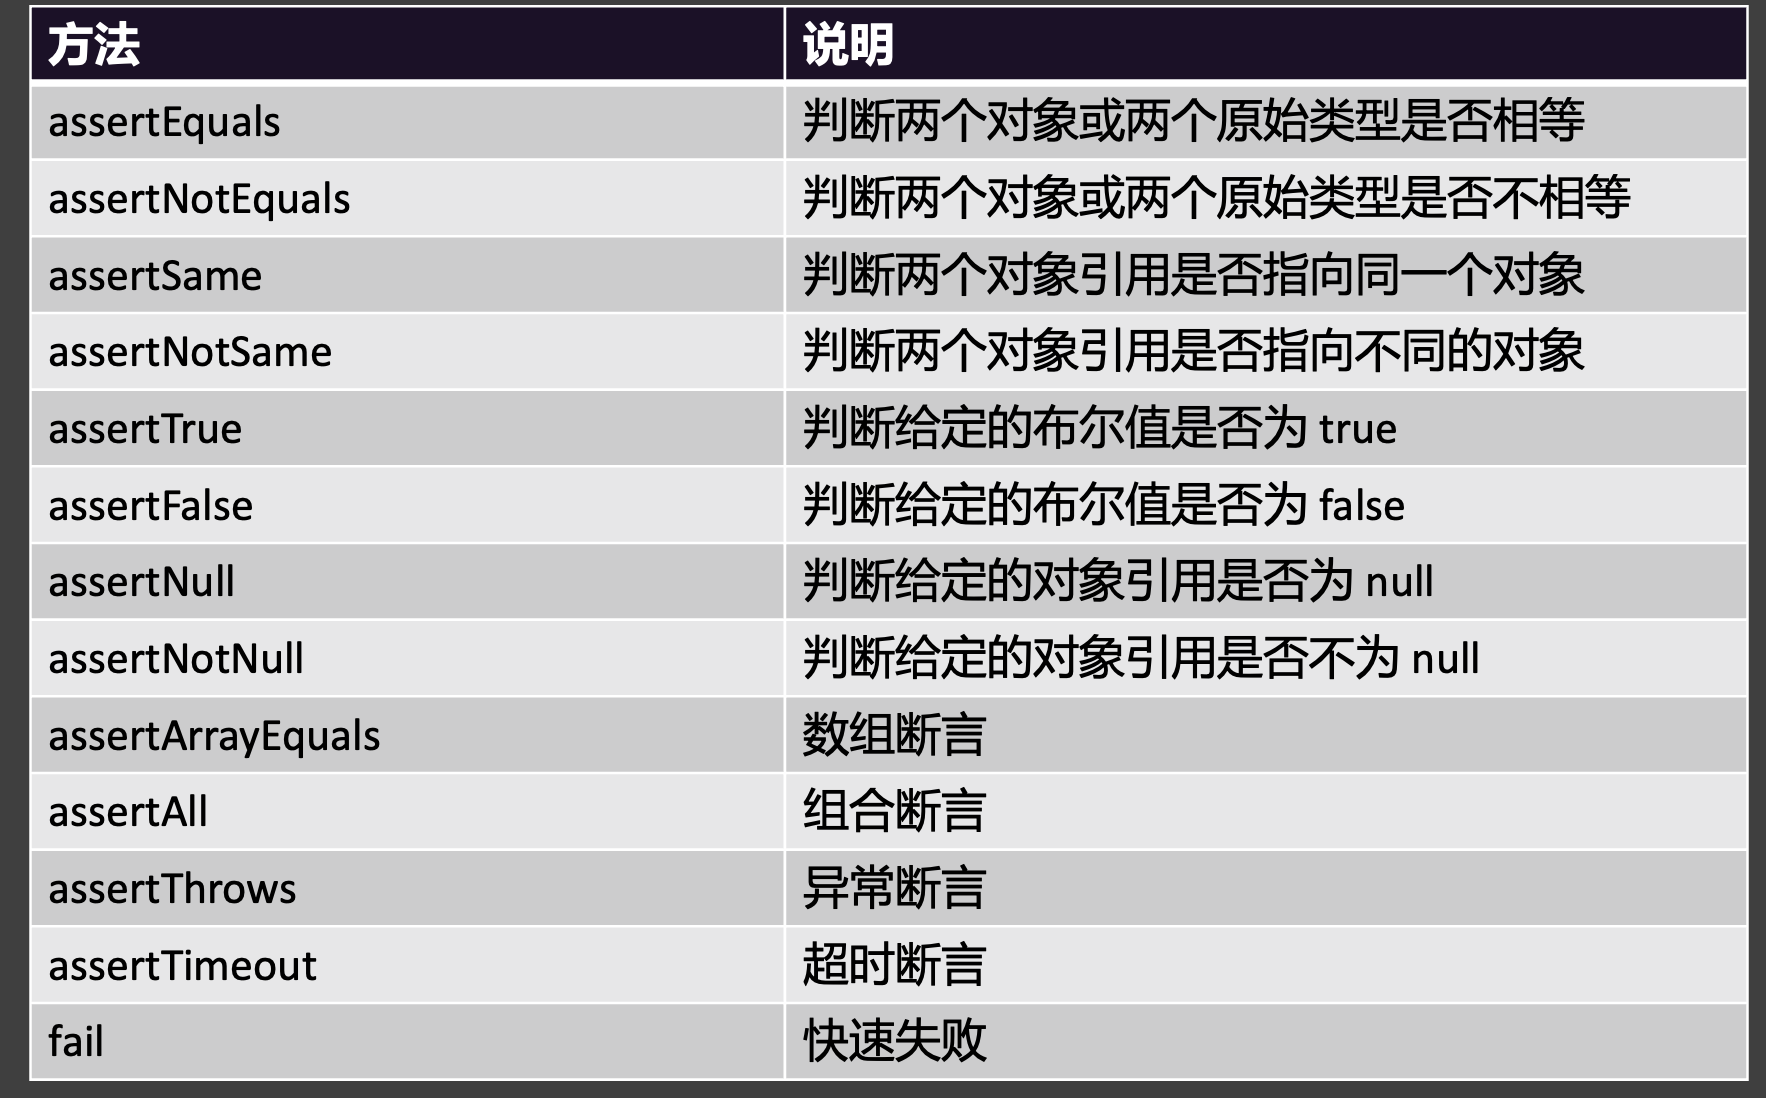 方法 说明
assertEquals 判断两个对象或两个原始类型是否相等
assertNotEquals 判断两个对象或两个原始类型是否不相等
assertSame 判断两个对象引用是否指向同一个对象
assertNotSame 判断两个对象引用是否指向不同的对象
assertTrue 判断给定的布尔值是否为 true
assertFalse 判断给定的布尔值是否为 false
assertNull 判断给定的对象引用是否为 null
assertNotNull 判断给定的对象引用是否不为 null
assertArrayEquals 数组断言
assertAll 组合断言
assertThrows 异常断言
assertTimeout 超时断言
fail 快速失败